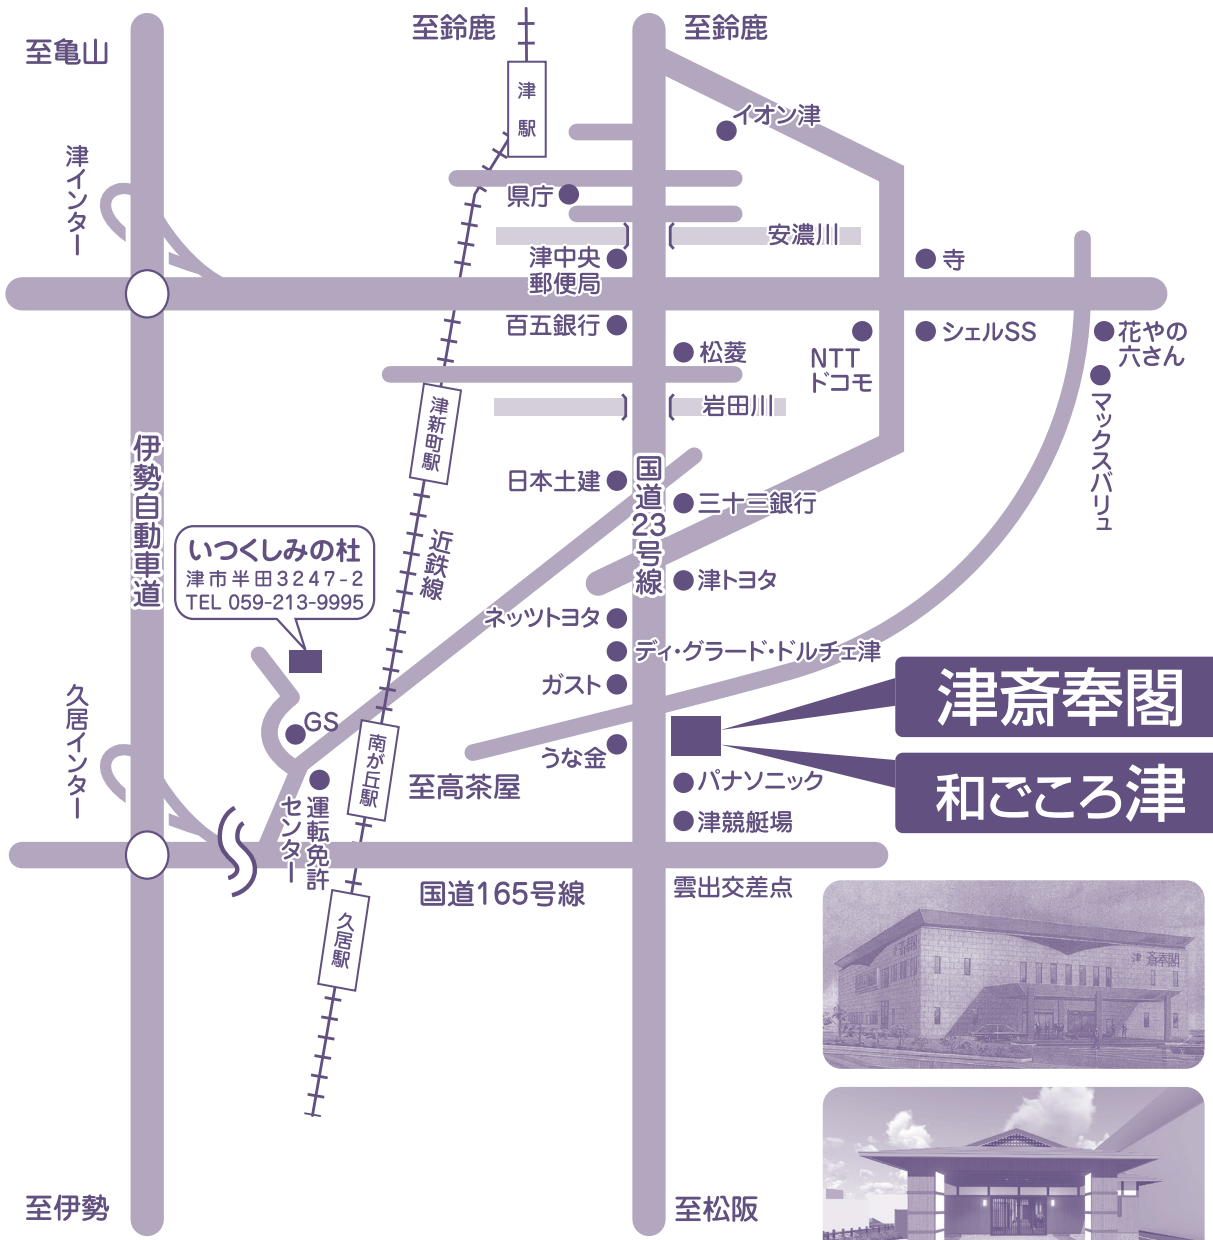 至鈴鹿
至鈴鹿
至亀山
津駅
イオン津
津インター
県庁
安濃川
津中央
郵便局
寺
百五銀行
シェルSS
花やの
六さん
松菱
NTT
ドコモ
津新町駅
岩田川
マックスバリュ
伊勢自動車道
国道23号線
日本土建
三十三銀行
近鉄線
いつくしみの杜
津市半田3247-2
TEL 059-213-9995
津トヨタ
ネッツトヨタ
ディ・グラード・ドルチェ津
ガスト
津斎奉閣
久居インター
GS
南が丘駅
うな金
至高茶屋
パナソニック
和ごころ津
運転免許
センター
津競艇場
国道165号線
雲出交差点
久居駅
津 斎奉閣
至伊勢
至松阪